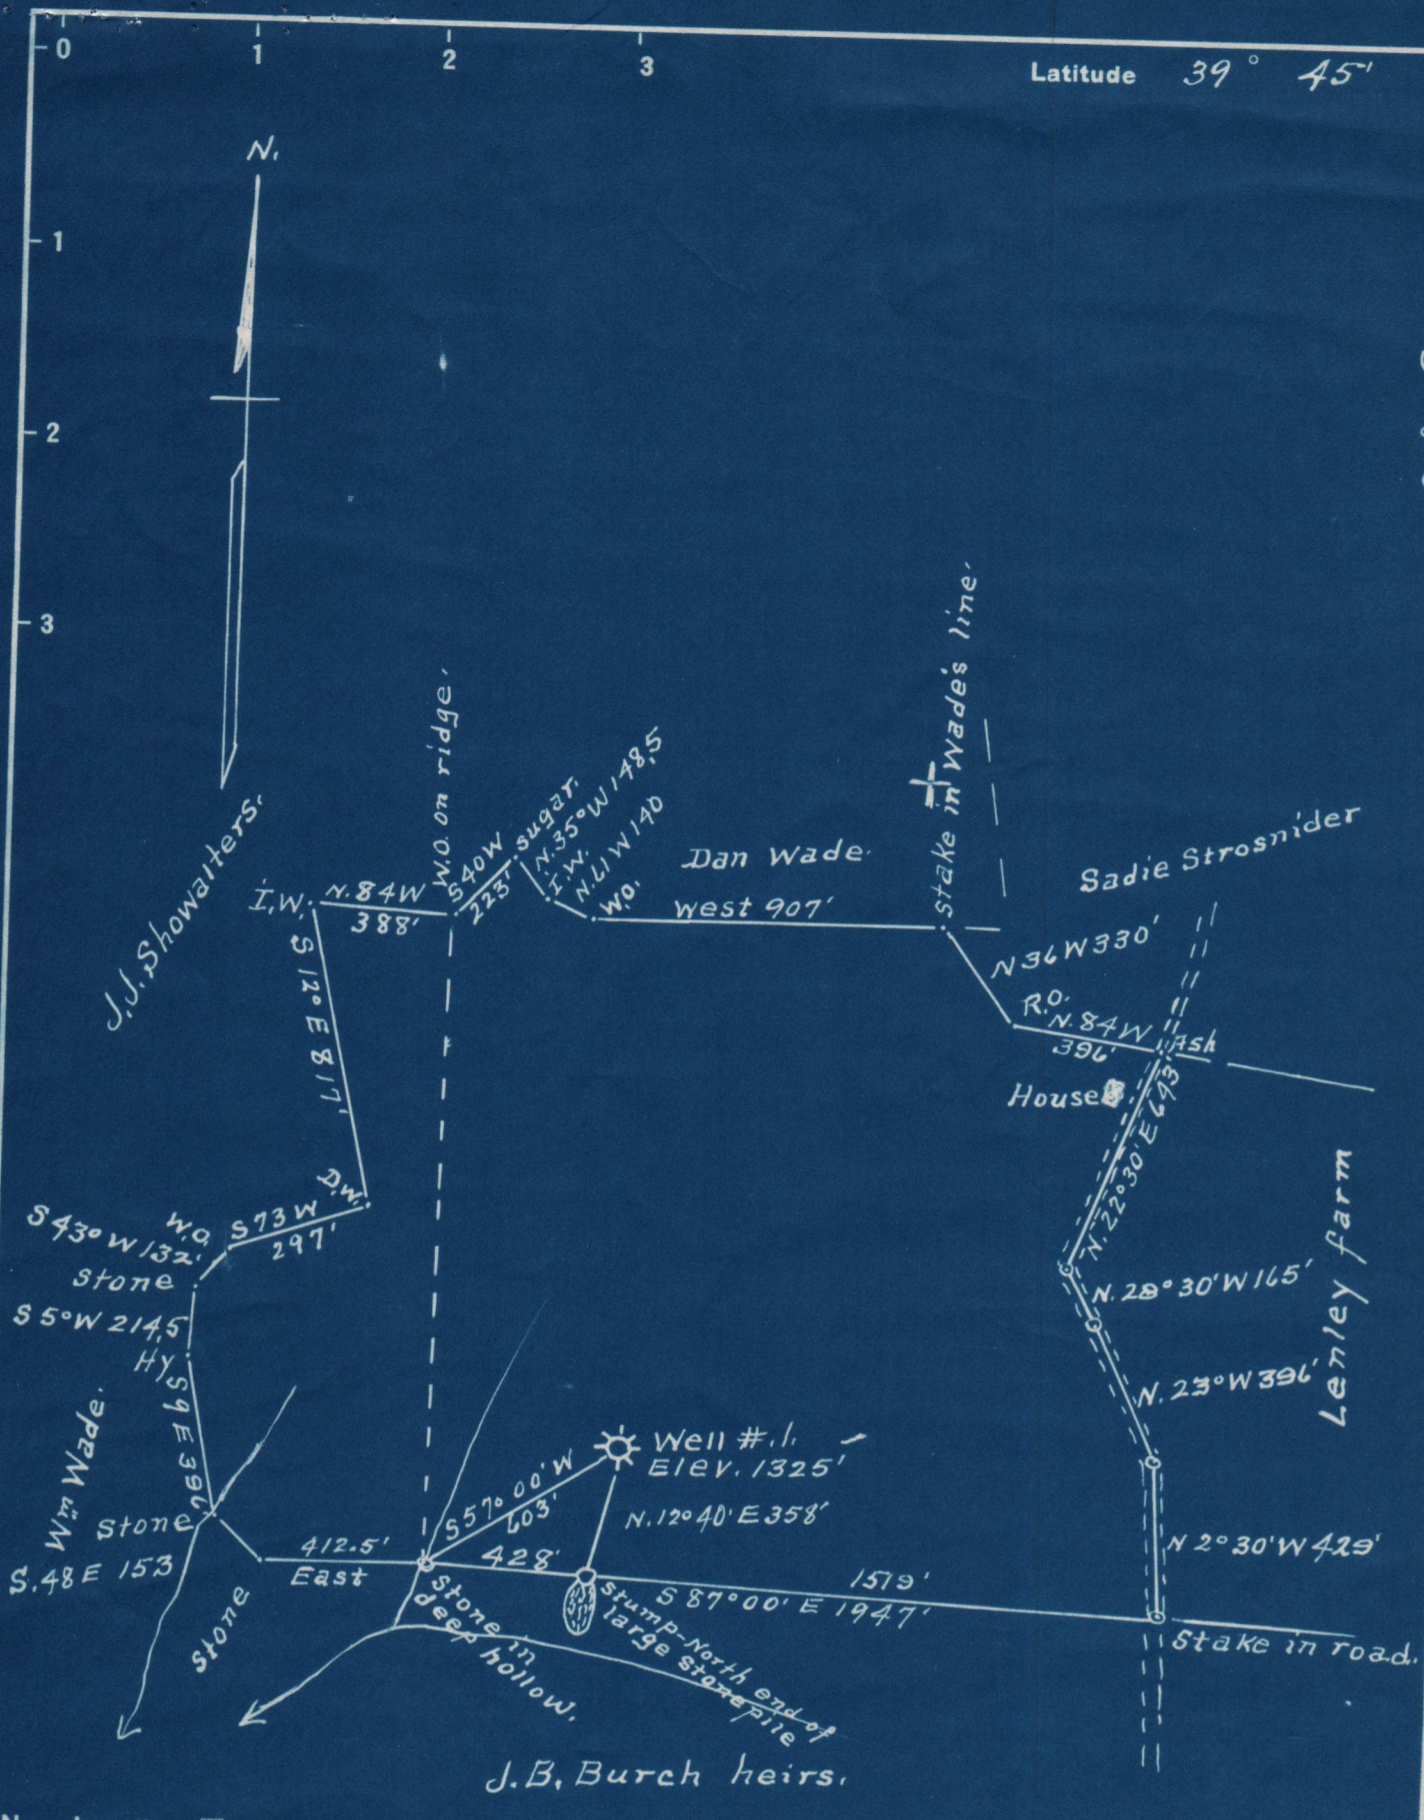 0
1
2
3
Latitude 39° 45'
N.
1
2
3
J.J. Showalters.
W.O. on ridge.
stake in Wade's line.
Sadie Strosnider
Dan Wade.
West 907'
I.W.
N. 84 W
388'
S 40 W
223'
sugar.
N. 35° W 148,5
I.W.
N. 61 W 140
W.O.
N 36 W 330'
R.O.
N. 84 W
396'
Ash
House
S 12° E 817'
N. 22° 30' E 643
D.W.
S 73 W
297'
W.O.
S 43° W 132'
Stone
S 5° W 214,5
Hy
S 9 E 396
Wm Wade.
Stone
S. 48 E 153
Stone
412.5'
East
N. 28° 30' W 165'
N. 23° W 396'
Lenley farm
Well #.1.
Elev. 1325'
S 57° 00' W
603'
N. 12° 40' E 358'
428'
1519'
S 87° 00' E 1947'
N 2° 30' W 429'
Stake in road.
Stone in
deep hollow.
Stump-North end of
large stone pile
J.B. Burch heirs.